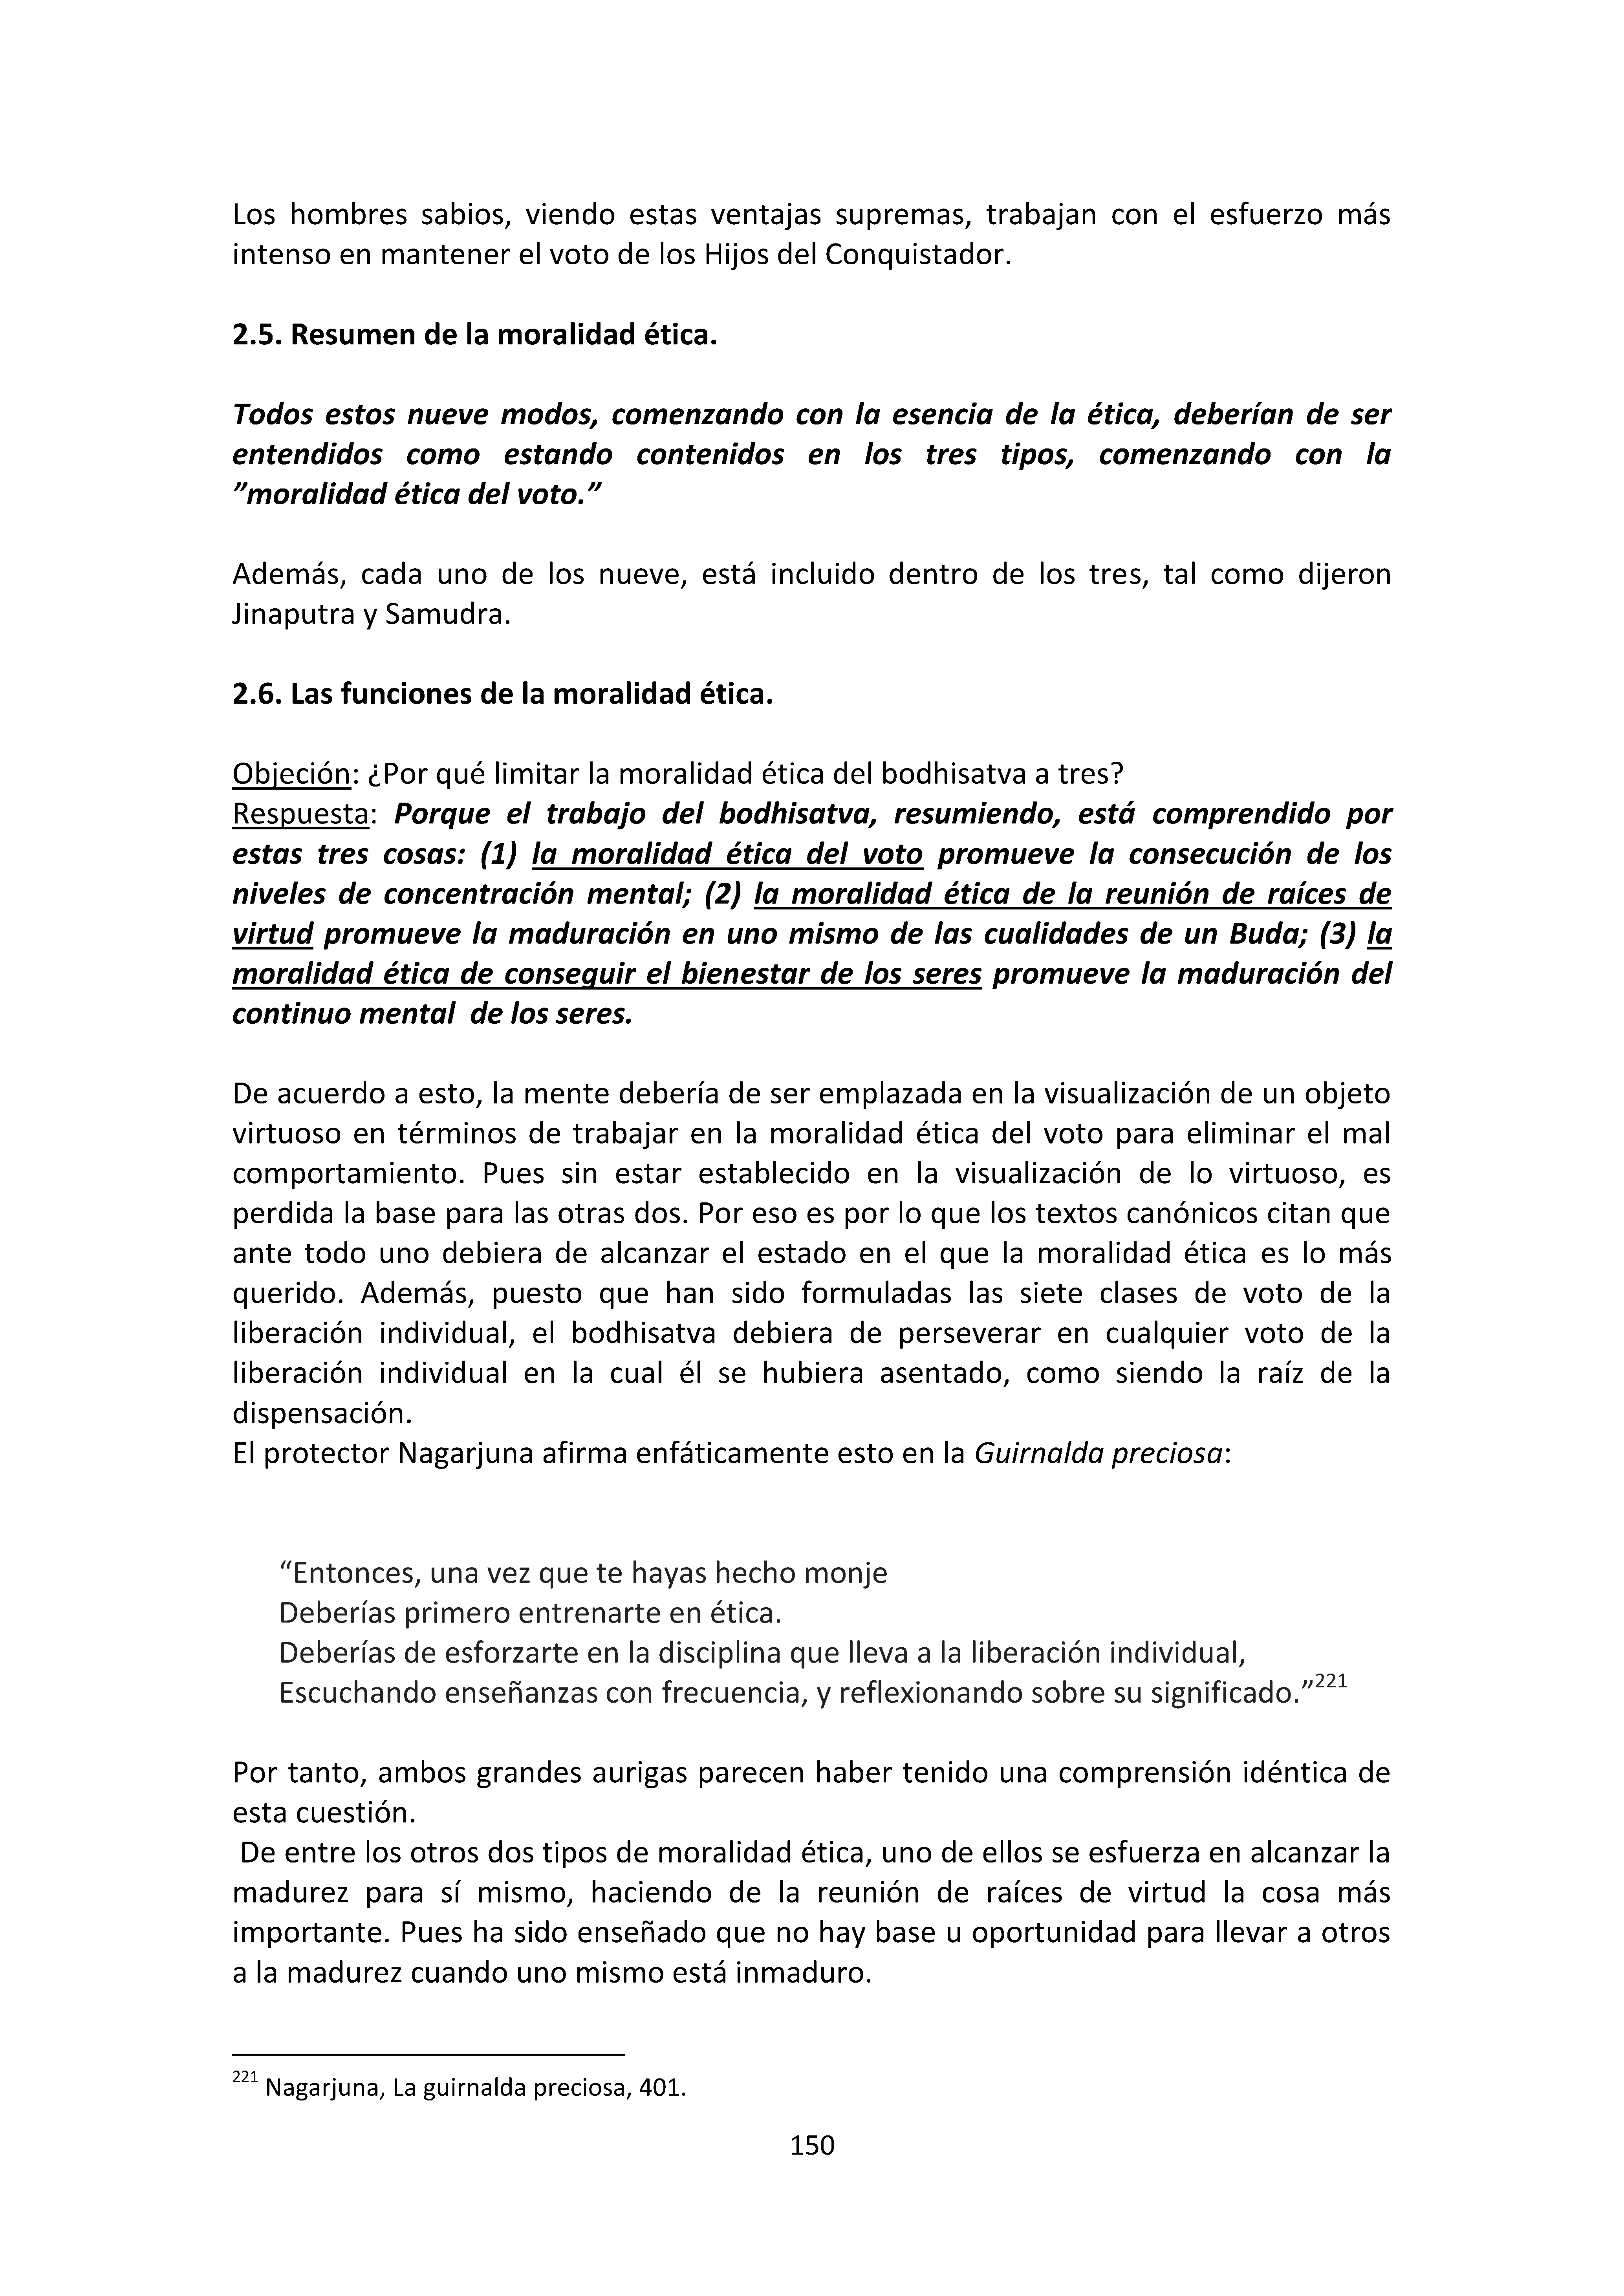 Los hombres sabios, viendo estas ventajas supremas, trabajan con el esfuerzo más
intenso en mantener el voto de los Hijos del Conquistador.
2.5. Resumen de la moralidad ética.
Todos estos nueve modos, comenzando con la esencia de la ética, deberían de ser
entendidos como estando contenidos en los tres tipos, comenzando con la
”moralidad ética del voto.”
Además, cada uno de los nueve, está incluido dentro de los tres, tal como dijeron
Jinaputra y Samudra.
2.6. Las funciones de la moralidad ética.
Objeción: ¿Por qué limitar la moralidad ética del bodhisatva a tres?
Respuesta: Porque el trabajo del bodhisatva, resumiendo, está comprendido por
estas tres cosas: (1) la moralidad ética del voto promueve la consecución de los
niveles de concentración mental; (2) la moralidad ética de la reunión de raíces de
virtud promueve la maduración en uno mismo de las cualidades de un Buda; (3) la
moralidad ética de conseguir el bienestar de los seres promueve la maduración del
continuo mental  de los seres.
De acuerdo a esto, la mente debería de ser emplazada en la visualización de un objeto
virtuoso en términos de trabajar en la moralidad ética del voto para eliminar el mal
comportamiento. Pues sin estar establecido en la visualización de lo virtuoso, es
perdida la base para las otras dos. Por eso es por lo que los textos canónicos citan que
ante todo uno debiera de alcanzar el estado en el que la moralidad ética es lo más
querido. Además, puesto que han sido formuladas las siete clases de voto de la
liberación individual, el bodhisatva debiera de perseverar en cualquier voto de la
liberación individual en la cual él se hubiera asentado, como siendo la raíz de la
dispensación.
El protector Nagarjuna afirma enfáticamente esto en la Guirnalda preciosa:
“Entonces, una vez que te hayas hecho monje
Deberías primero entrenarte en ética.
Deberías de esforzarte en la disciplina que lleva a la liberación individual,
Escuchando enseñanzas con frecuencia, y reflexionando sobre su significado.”221
Por tanto, ambos grandes aurigas parecen haber tenido una comprensión idéntica de
esta cuestión.
De entre los otros dos tipos de moralidad ética, uno de ellos se esfuerza en alcanzar la
madurez para sí mismo, haciendo de la reunión de raíces de virtud la cosa más
importante. Pues ha sido enseñado que no hay base u oportunidad para llevar a otros
a la madurez cuando uno mismo está inmaduro.
221 Nagarjuna, La guirnalda preciosa, 401.
150